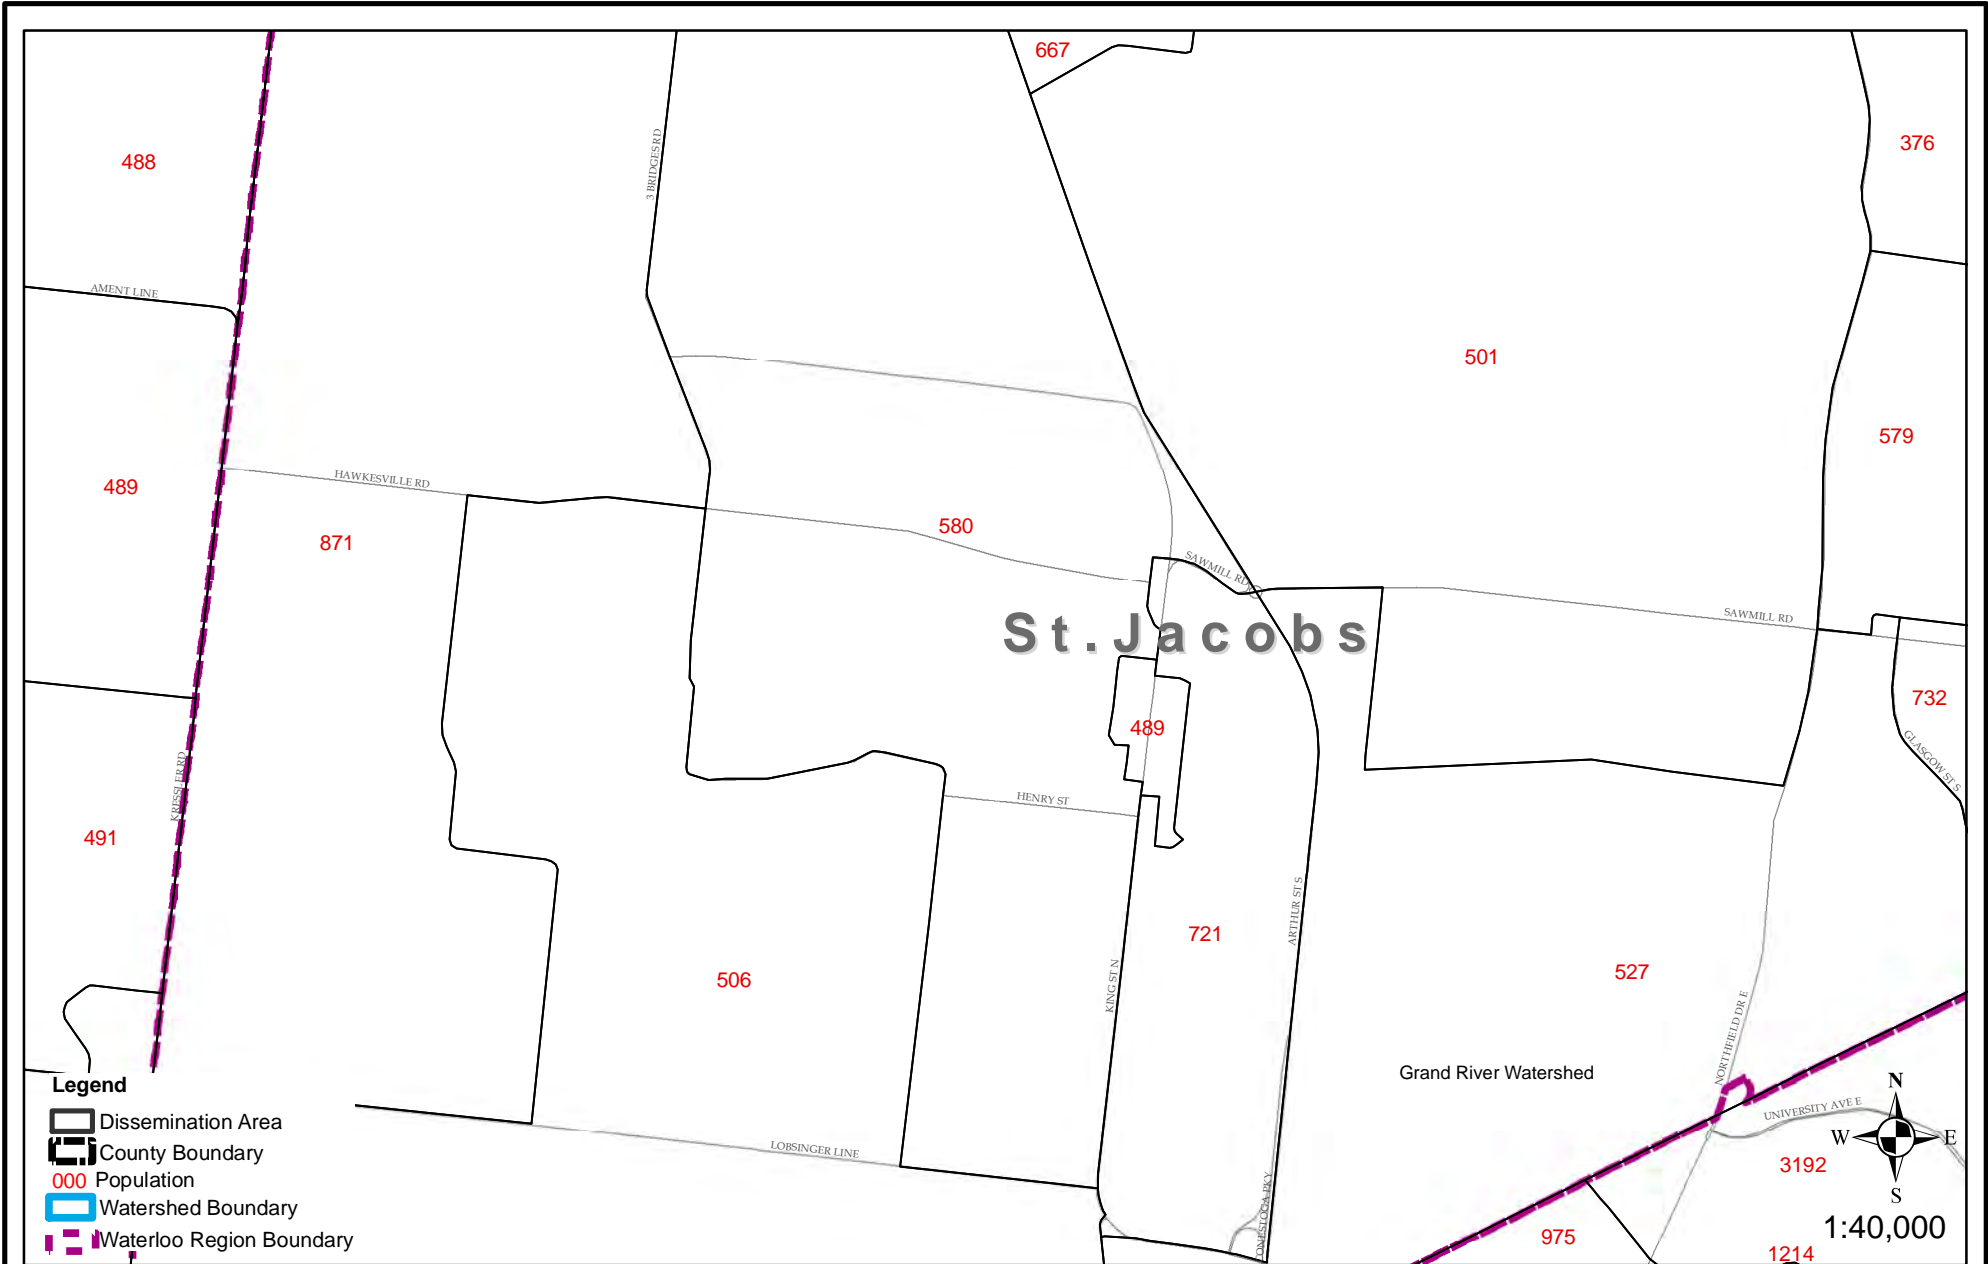 667
376
488
3 BRIDGES RD
AMENT LINE
501
579
HAWKESVILLE RD
489
580
871
SAWMILL RD
SAWMILL RD
St.Jacobs
732
489
GLASGOW ST S
KRESSLER RD
HENRY ST
491
721
ARTHUR ST S
506
527
KING ST N
NORTHFIELD DR E
Grand River Watershed
N
W E
S
UNIVERSITY AVE E
LOBSINGER LINE
3192
CONESTOGA PKY
975
1214
1:40,000
Legend
Dissemination Area
County Boundary
000 Population
Watershed Boundary
Waterloo Region Boundary